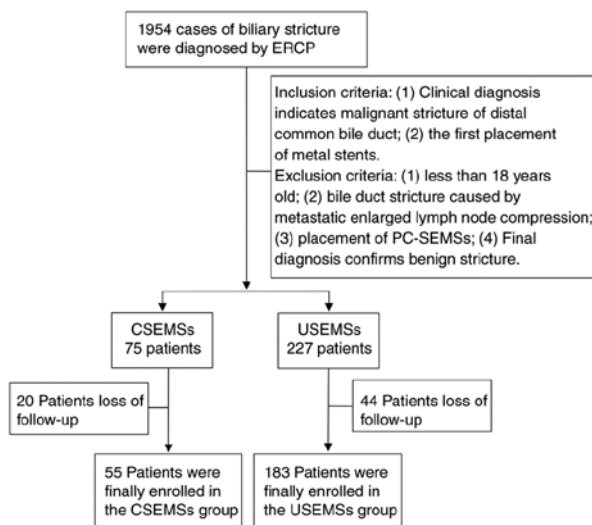 1954 cases of biliary stricture
were diagnosed by ERCP
Inclusion criteria: (1) Clinical diagnosis
indicates malignant stricture of distal
common bile duct; (2) the first placement
of metal stents.
Exclusion criteria: (1) less than 18 years
old; (2) bile duct stricture caused by
metastatic enlarged lymph node compression;
(3) placement of PC-SEMSs; (4) Final
diagnosis confirms benign stricture.
CSEMSs
75 patients
USEMSs
227 patients
20 Patients loss of
follow-up
44 Patients loss of
follow-up
55 Patients were
finally enrolled in
the CSEMSs group
183 Patients were
finally enrolled in
the USEMSs group